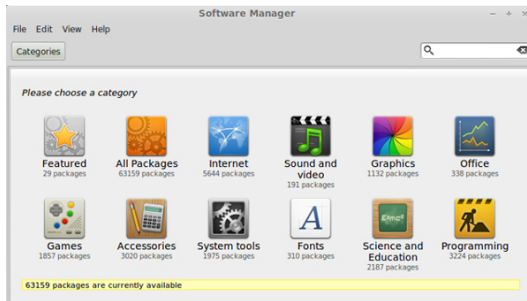 Software Manager
File Edit View Help
Categories
Please choose a category
Featured
29 packages
All Packages
63159 packages
Internet
5644 packages
Sound and
video
191 packages
Graphics
1132 packages
Office
338 packages
Games
1857 packages
Accessories
3020 packages
System tools
1975 packages
A
Fonts
310 packages
E=mc²
Science and
Education
2187 packages
Programming
3224 packages
63159 packages are currently available